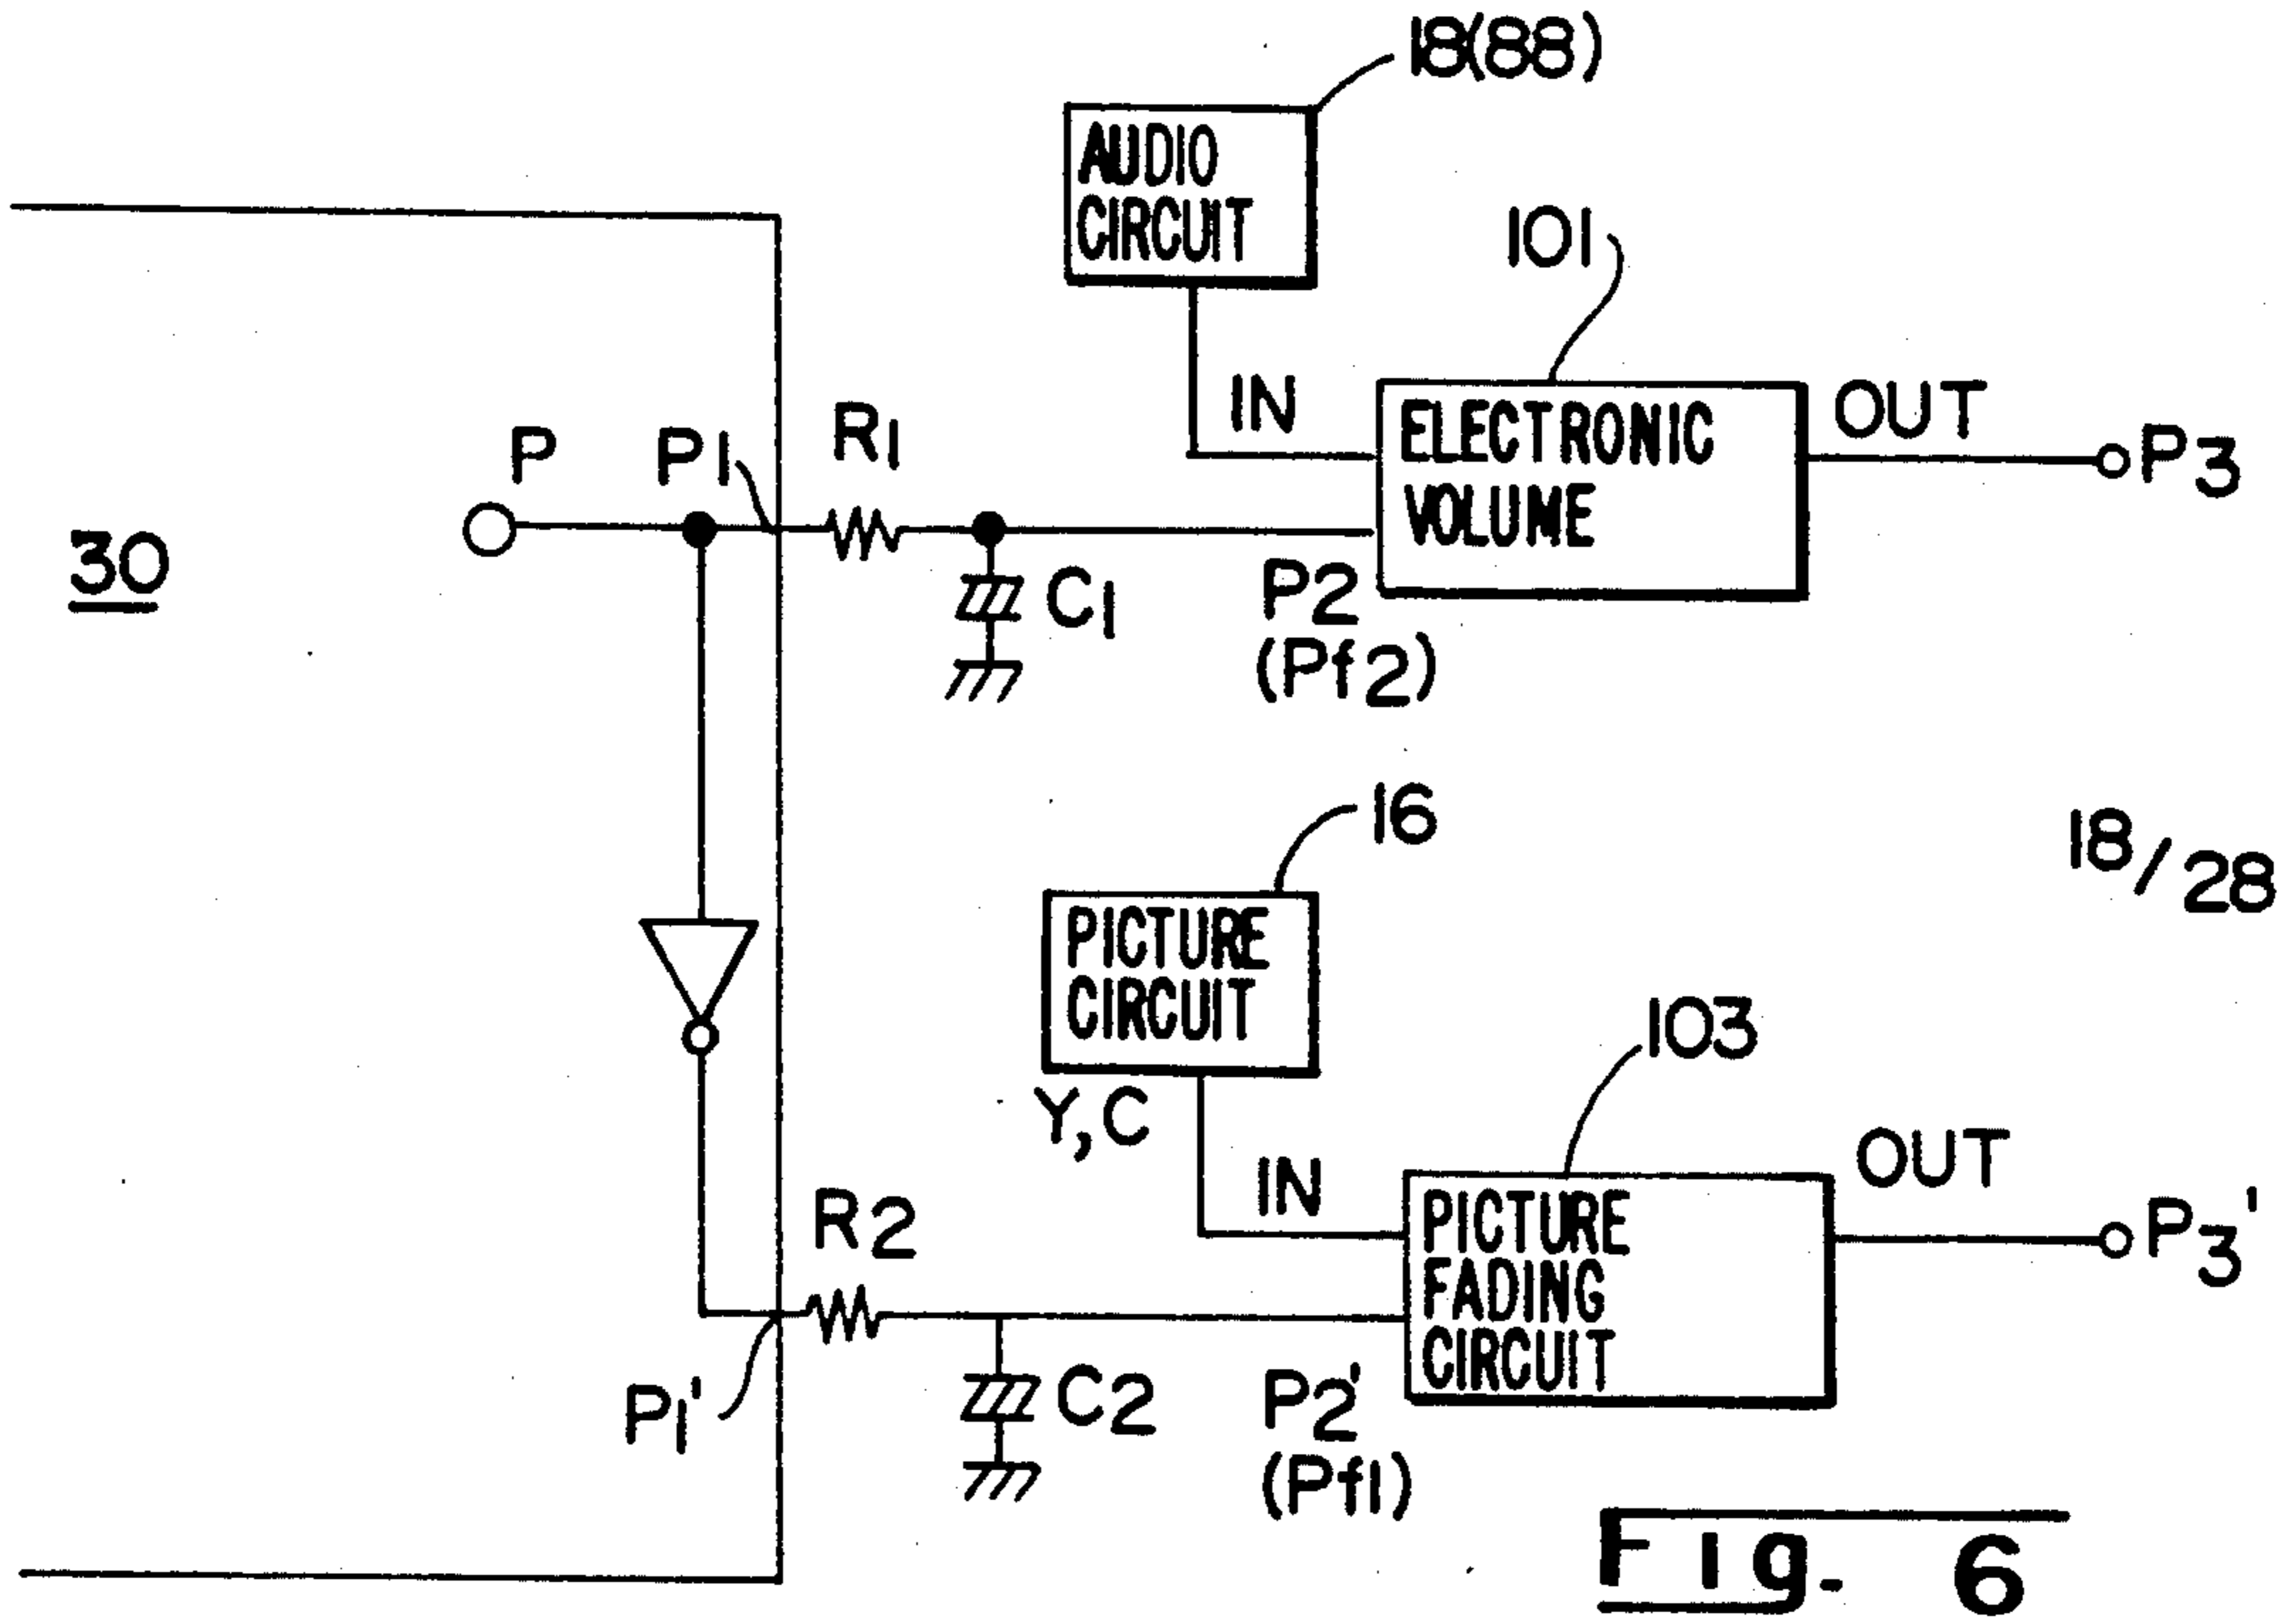 18(88)
AUDIO
CIRCUIT
101
IN
OUT
ELECTRONIC
VOLUME
P3
P
P1
R1
30
C1
P2
(Pf2)
16
18/28
PICTURE
CIRCUIT
103
Y,C
IN
OUT
PICTURE
FADING
CIRCUIT
P3'
R2
P1'
C2
P2'
(Pf1)
Fig. 6